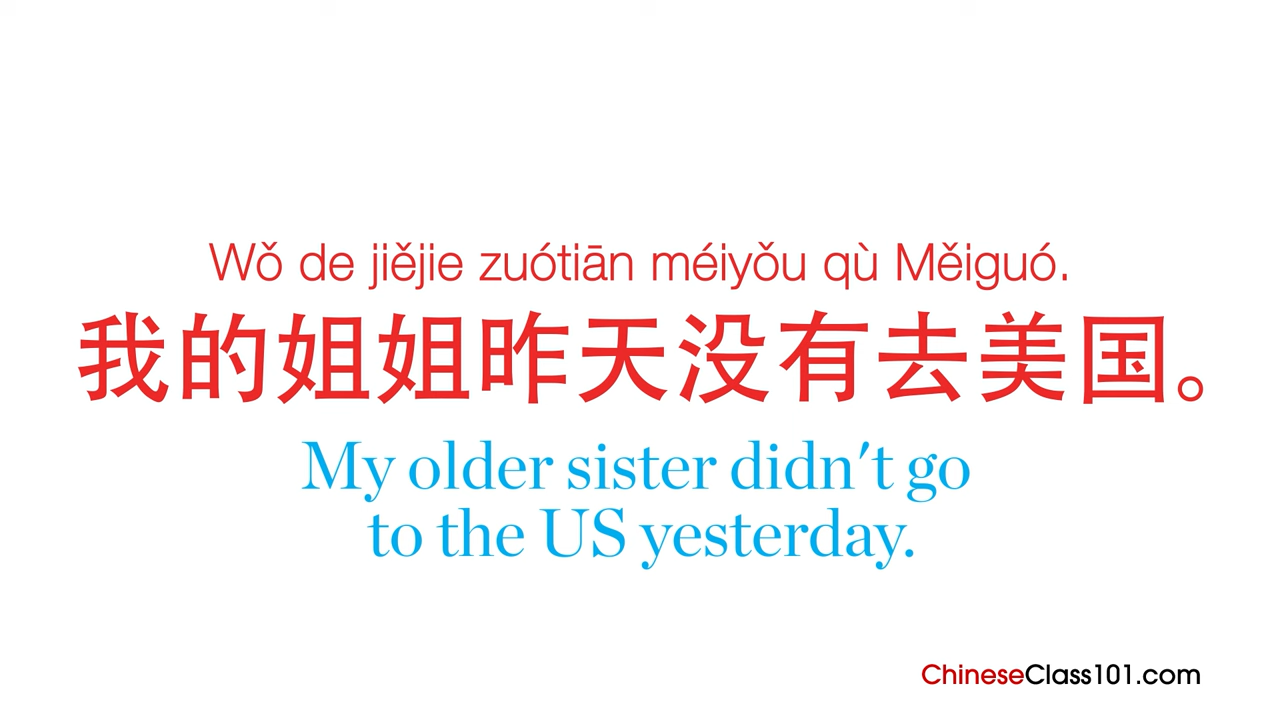 Wǒ de jiějie zuótiān méiyǒu qù Měiguó.
我的姐姐昨天没有去美国。
My older sister didn't go
to the US yesterday.
ChineseClass101.com